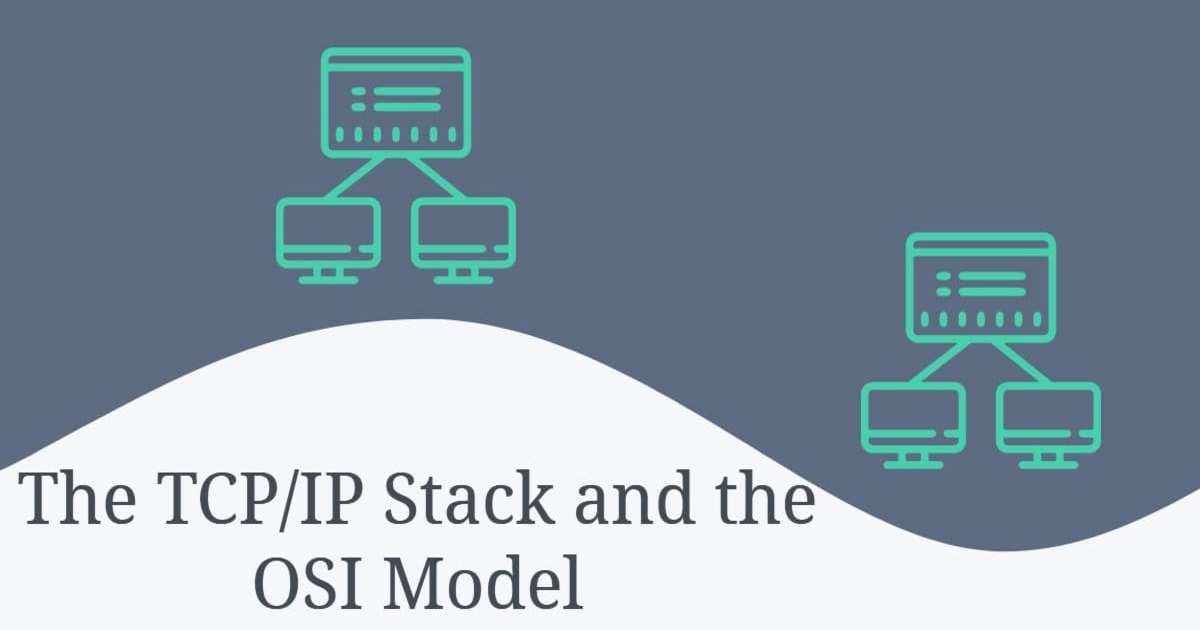 The TCP/IP Stack and the
OSI Model